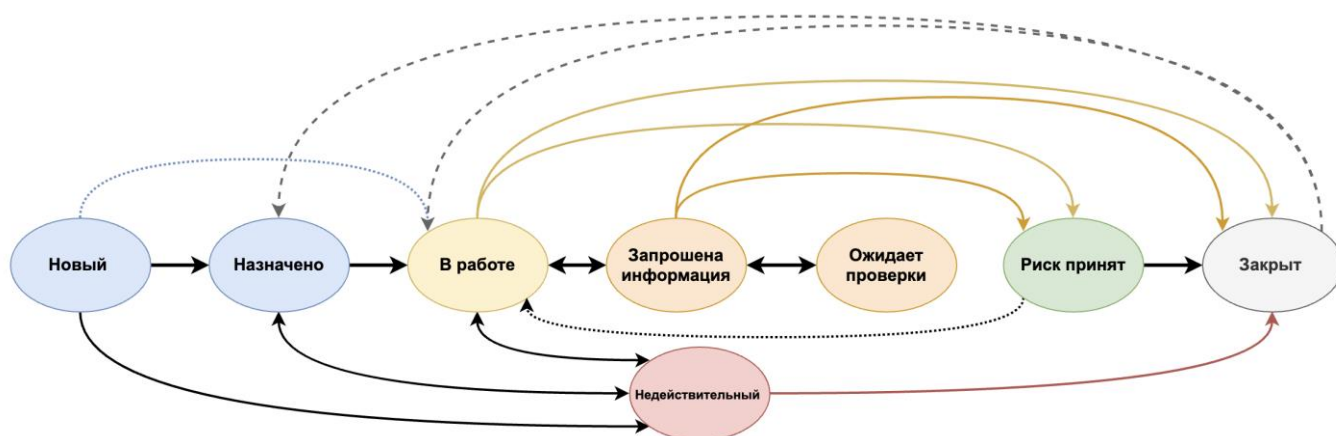 Новый
Назначено
В работе
Запрошена
информация
Ожидает
проверки
Риск принят
Закрыт
Недействительный